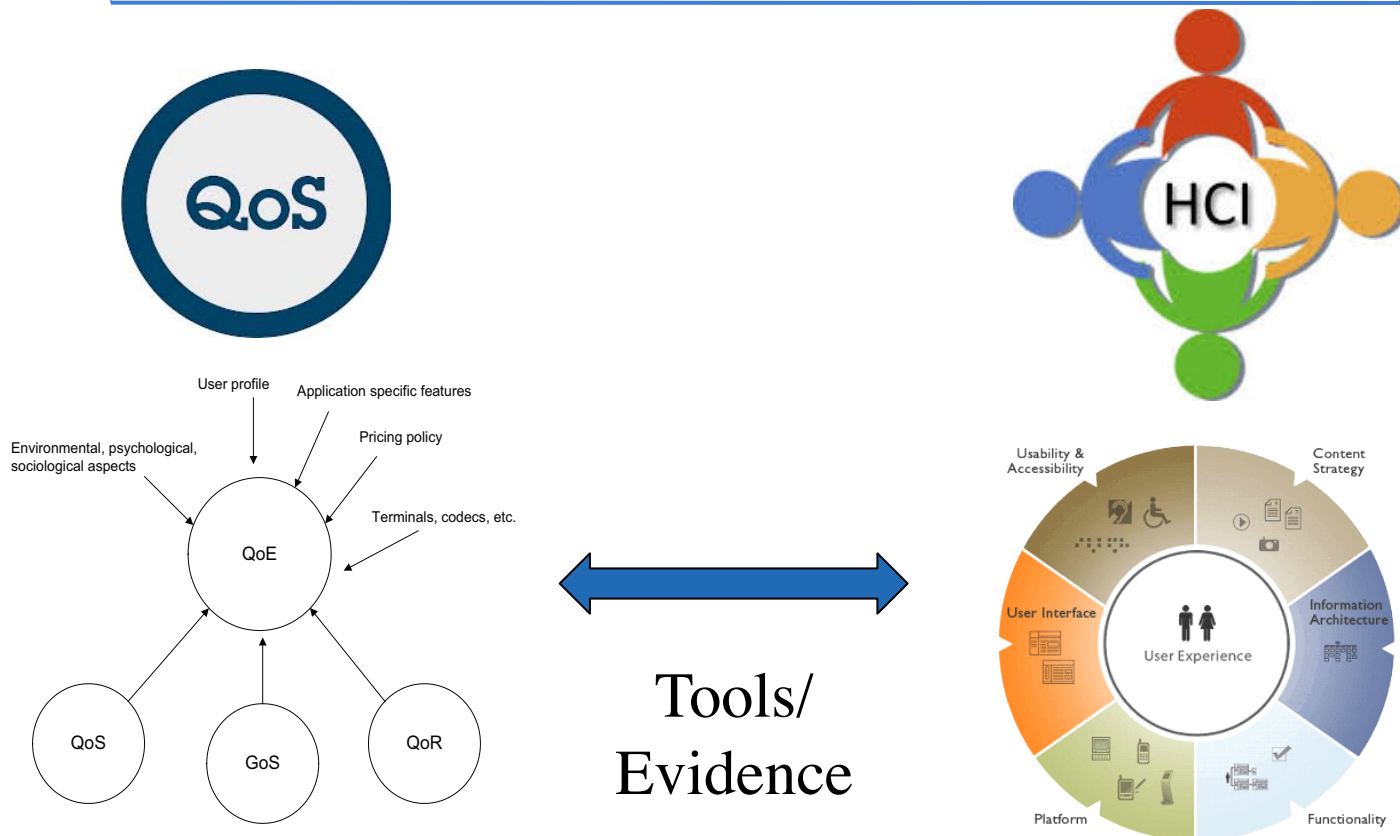 QoS
HCI
User profile
Application specific features
Pricing policy
Environmental, psychological,
sociological aspects
Terminals, codecs, etc.
QoE
QoS
GoS
QoR
Tools/
Evidence
Usability &
Accessibility
Content
Strategy
User Interface
Information
Architecture
User Experience
Platform
Functionality